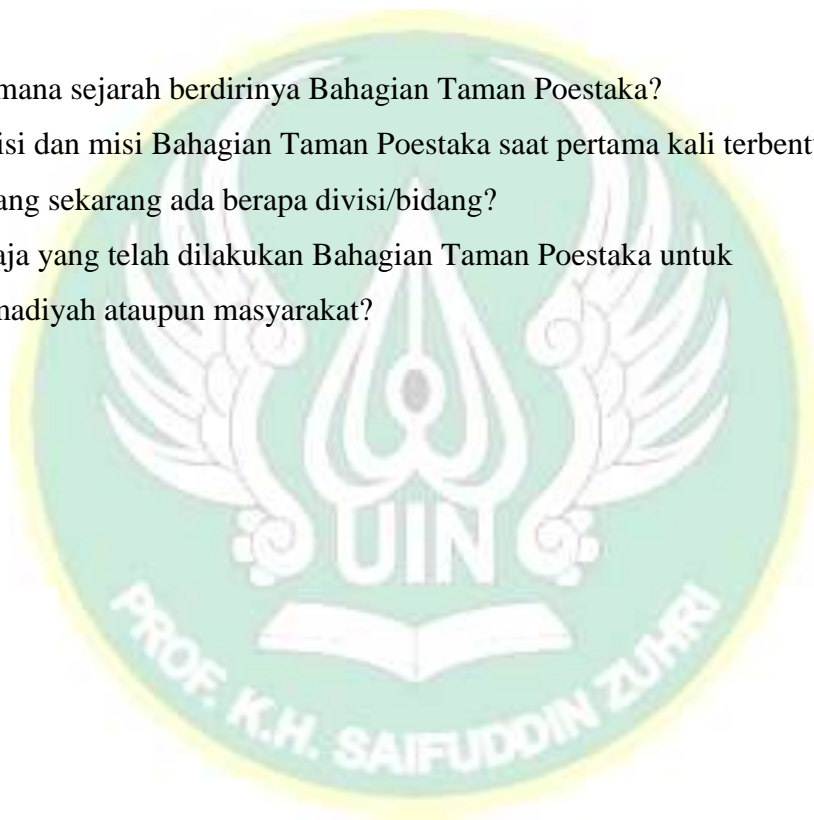 mana sejarah berdirinya Bahagian Taman Poestaka?
isi dan misi Bahagian Taman Poestaka saat pertama kali terbent
ang sekarang ada berapa divisi/bidang?
aja yang telah dilakukan Bahagian Taman Poestaka untuk
madiyah ataupun masyarakat?
UIN
PROF. K.H. SAIFUDDIN ZUHRI